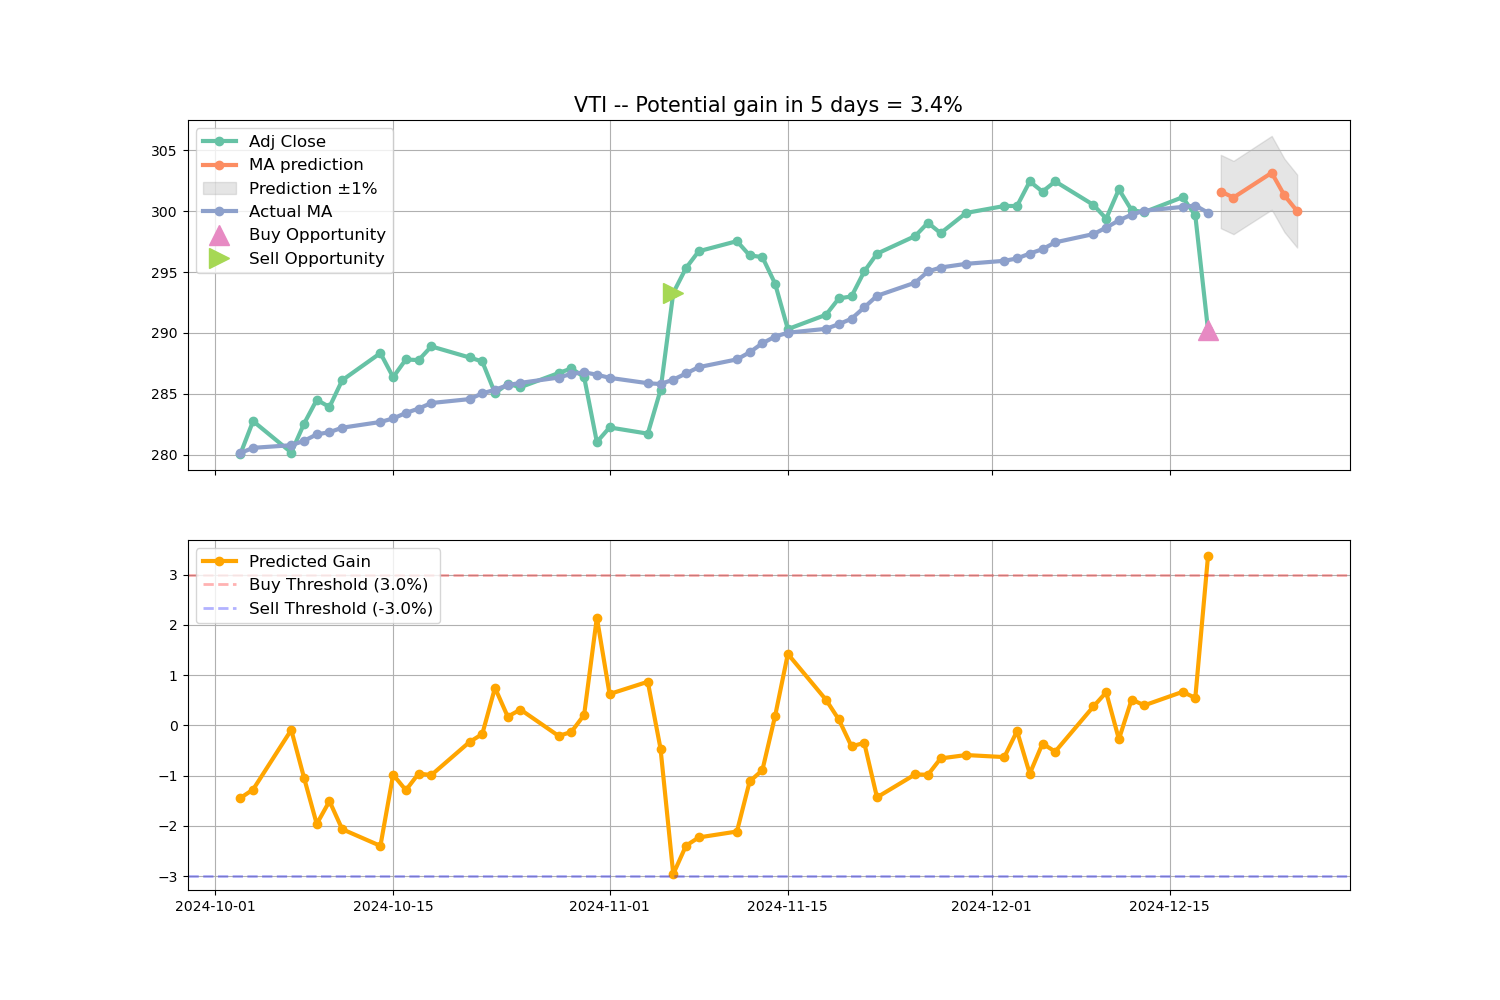 VTI -- Potential gain in 5 days = 3.4%
Adj Close
MA prediction
Prediction ±1%
Actual MA
Buy Opportunity
Sell Opportunity
305
300
295
290
285
280
Predicted Gain
Buy Threshold (3.0%)
Sell Threshold (-3.0%)
3
2
1
0
−1
−2
−3
2024-10-01 2024-10-15 2024-11-01 2024-11-15 2024-12-01 2024-12-15